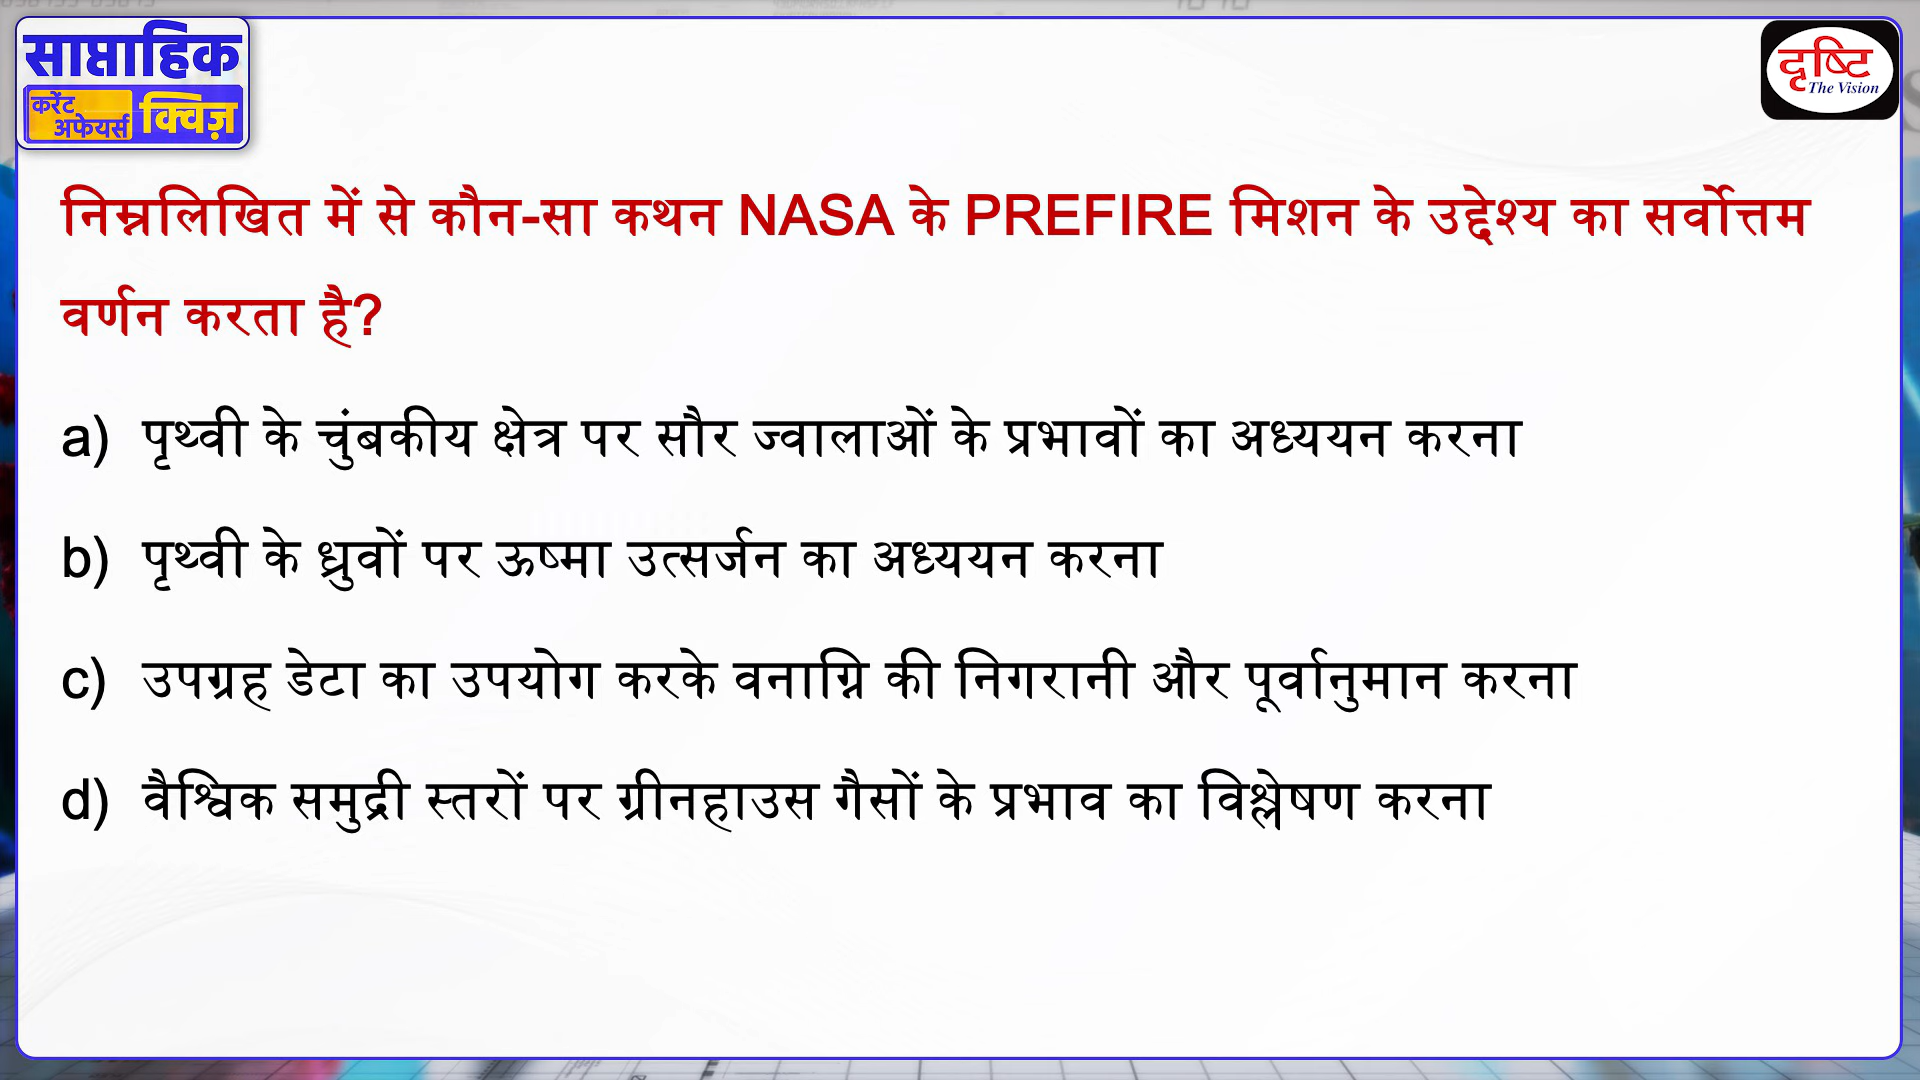 साप्ताहिक
करेंट
अफेयर्स
क्विज़
दृष्टि
The Vision
निम्नलिखित में से कौन-सा कथन NASA के PREFIRE मिशन के उद्देश्य का सर्वोत्तम
वर्णन करता है?
a) पृथ्वी के चुंबकीय क्षेत्र पर सौर ज्वालाओं के प्रभावों का अध्ययन करना
b) पृथ्वी के ध्रुवों पर ऊष्मा उत्सर्जन का अध्ययन करना
c) उपग्रह डेटा का उपयोग करके वनाग्नि की निगरानी और पूर्वानुमान करना
d) वैश्विक समुद्री स्तरों पर ग्रीनहाउस गैसों के प्रभाव का विश्लेषण करना